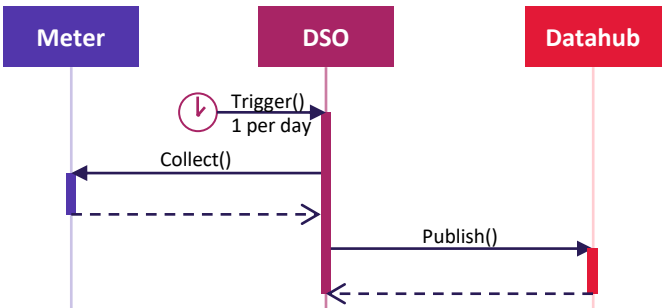 Meter
DSO
Datahub
Trigger()
1 per day
Collect()
Publish()